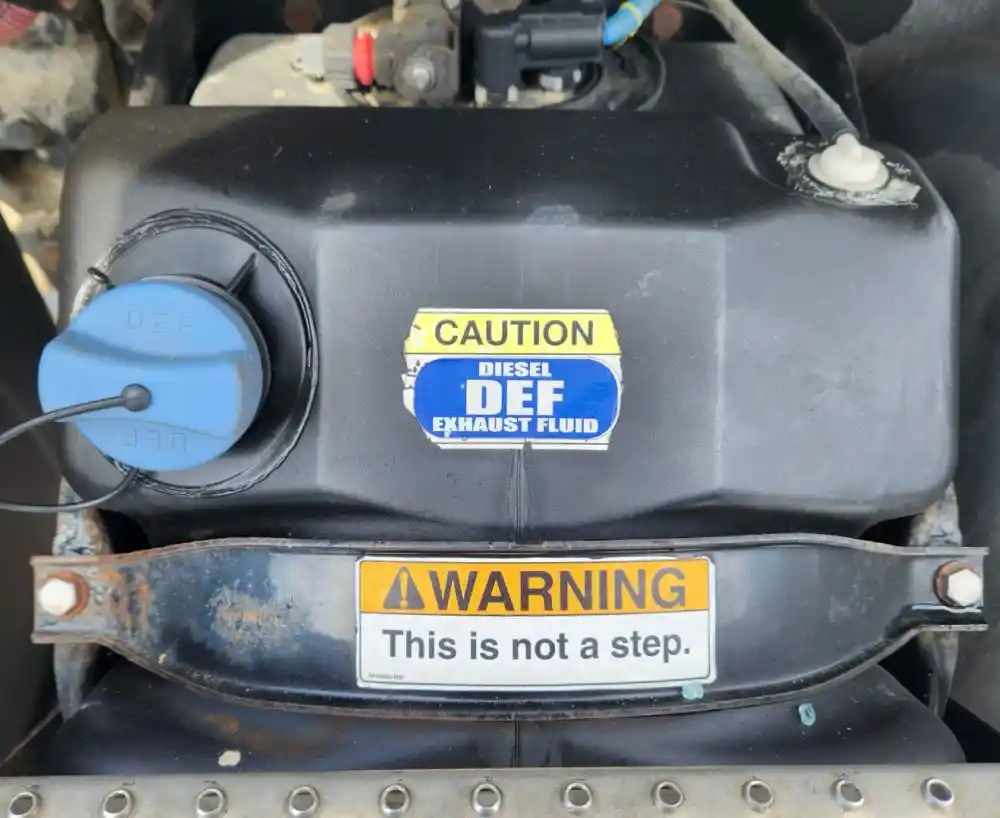 DEF
DEF
CAUTION
DIESEL
DEF
EXHAUST FLUID
WARNING
This is not a step.